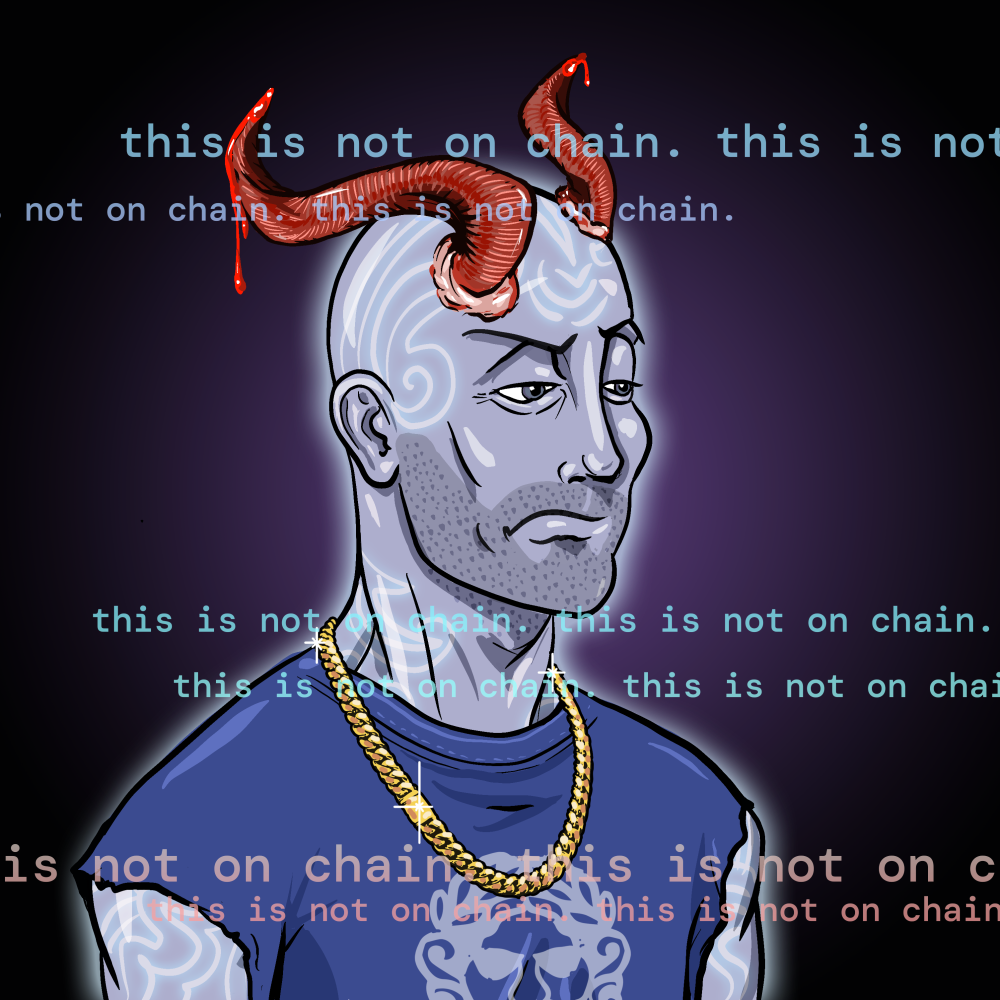 this is not on chain. this is not
not on chain. this is not on chain.
this is not on chain. this is not on chain.
this is not on chain. this is not on chai
is not on chain. this is not on c
this is not on chain. this is not on chain